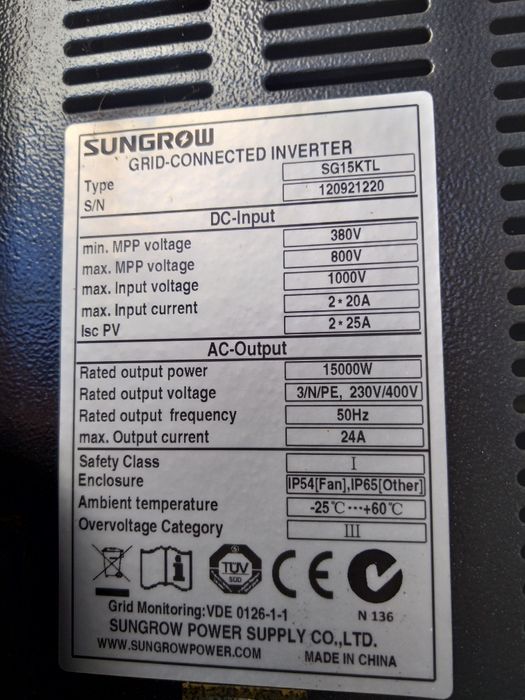 SUNGROW
GRID-CONNECTED INVERTER
Type SG15KTL
S/N 120921220
DC-Input
min. MPP voltage 380V
max. MPP voltage 800V
max. Input voltage 1000V
max. Input current 2*20A
Isc PV 2*25A
AC-Output
Rated output power 15000W
Rated output voltage 3/N/PE, 230V/400V
Rated output frequency 50Hz
max. Output current 24A
Safety Class I
Enclosure IP54[Fan],IP65[Other]
Ambient temperature -25℃···+60℃
Overvoltage Category III
TÜV
SÜD
CE
N 136
Grid Monitoring:VDE 0126-1-1
SUNGROW POWER SUPPLY CO.,LTD.
WWW.SUNGROWPOWER.COM MADE IN CHINA